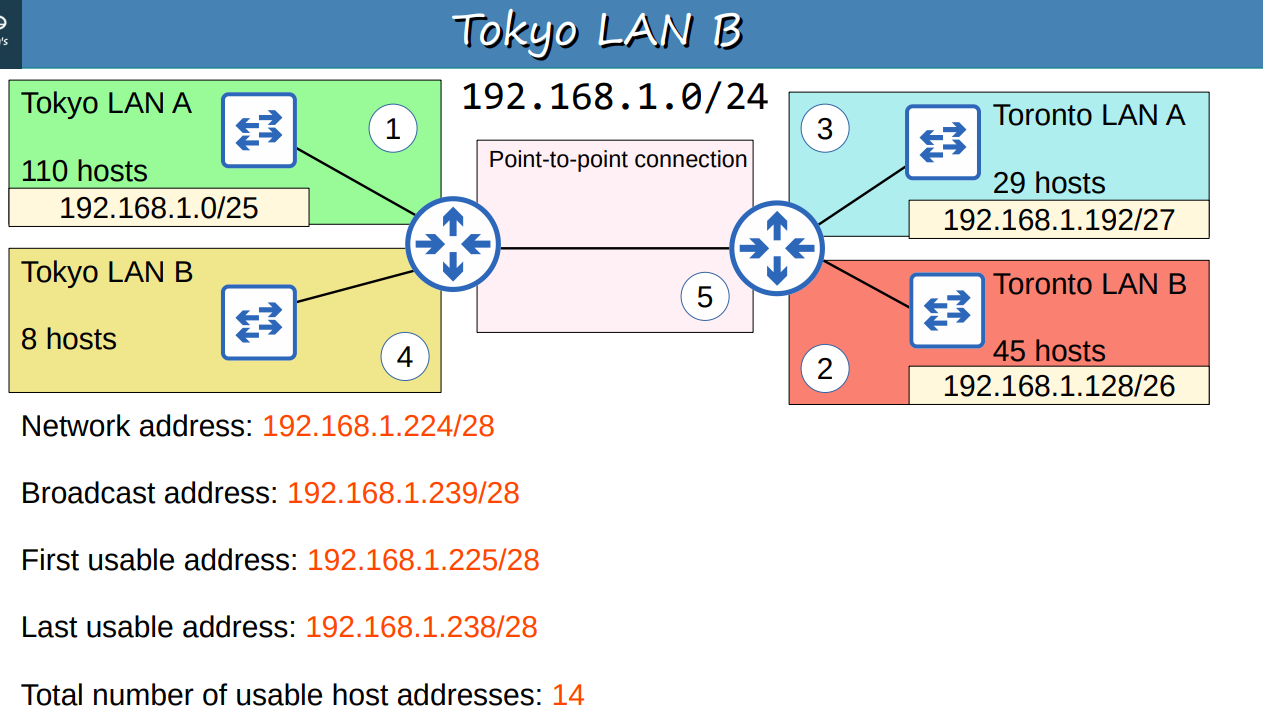 Tokyo LAN B
192.168.1.0/24
Tokyo LAN A
1
110 hosts
192.168.1.0/25
Point-to-point connection
5
3
Toronto LAN A
29 hosts
192.168.1.192/27
Tokyo LAN B
8 hosts
4
Toronto LAN B
45 hosts
2
192.168.1.128/26
Network address: 192.168.1.224/28
Broadcast address: 192.168.1.239/28
First usable address: 192.168.1.225/28
Last usable address: 192.168.1.238/28
Total number of usable host addresses: 14